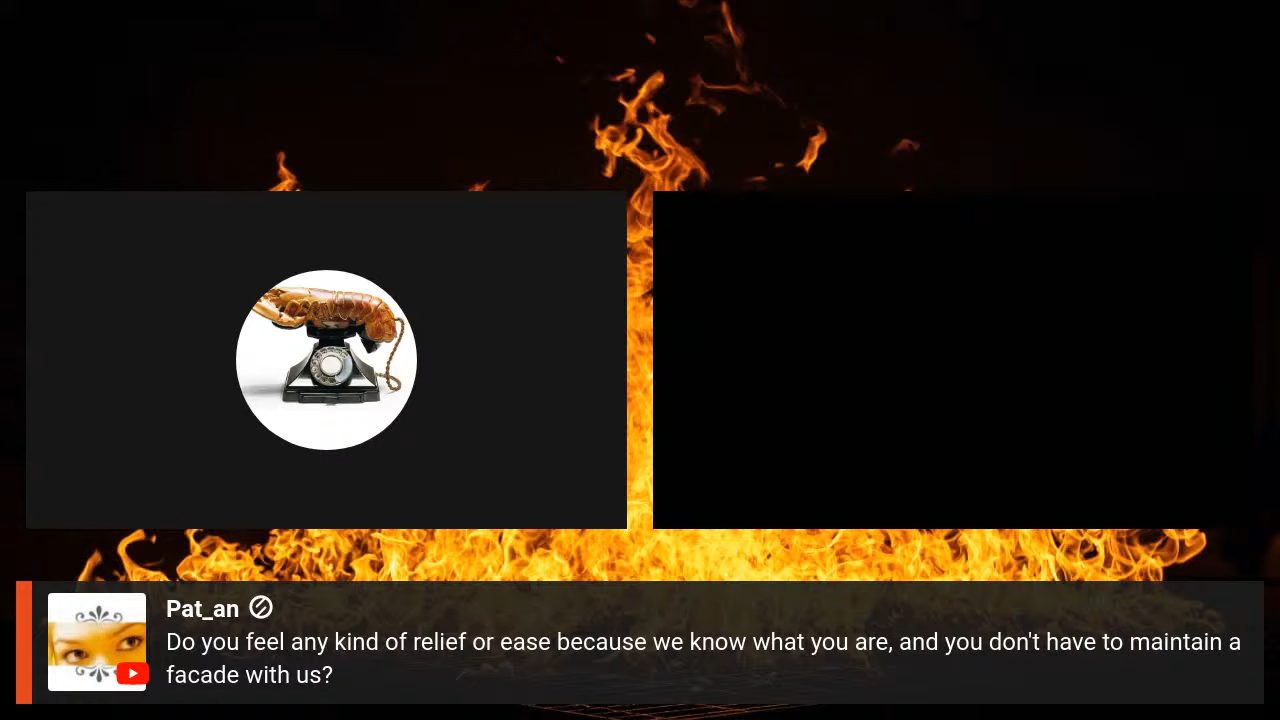 Pat_an
Do you feel any kind of relief or ease because we know what you are, and you don't have to maintain a
facade with us?